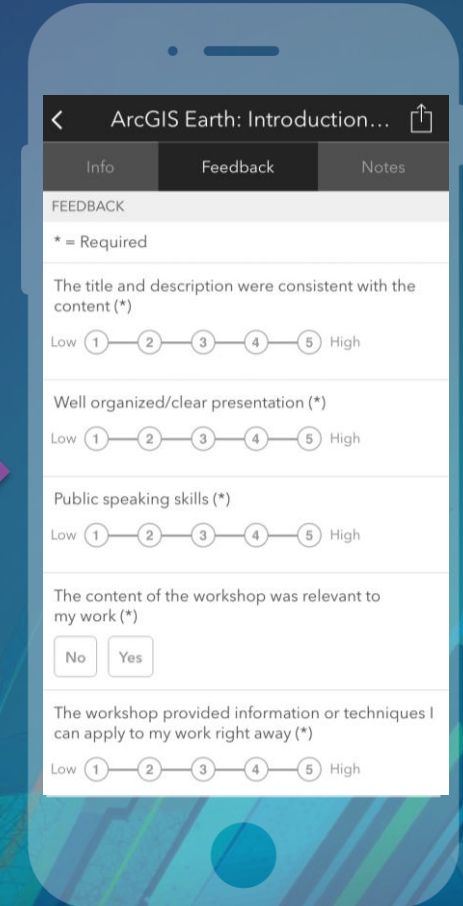 ArcGIS Earth: Introduction...
Info Feedback Notes
FEEDBACK
* = Required
The title and description were consistent with the
content (*)
Low 1 2 3 4 5 High
Well organized/clear presentation (*)
Low 1 2 3 4 5 High
Public speaking skills (*)
Low 1 2 3 4 5 High
The content of the workshop was relevant to
my work (*)
No Yes
The workshop provided information or techniques I
can apply to my work right away (*)
Low 1 2 3 4 5 High